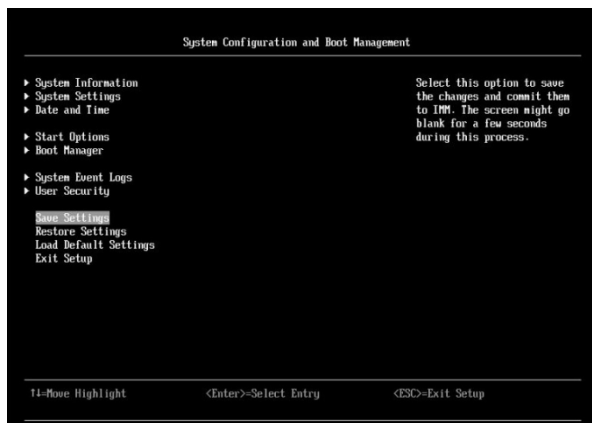 System Configuration and Boot Management
System Information
System Settings
Date and Time
Start Options
Boot Manager
System Event Logs
User Security
Save Settings
Restore Settings
Load Default Settings
Exit Setup
Select this option to save
the changes and commit them
to IMM. The screen might go
blank for a few seconds
during this process.
↑↓=Move Highlight
<Enter>=Select Entry
<ESC>=Exit Setup